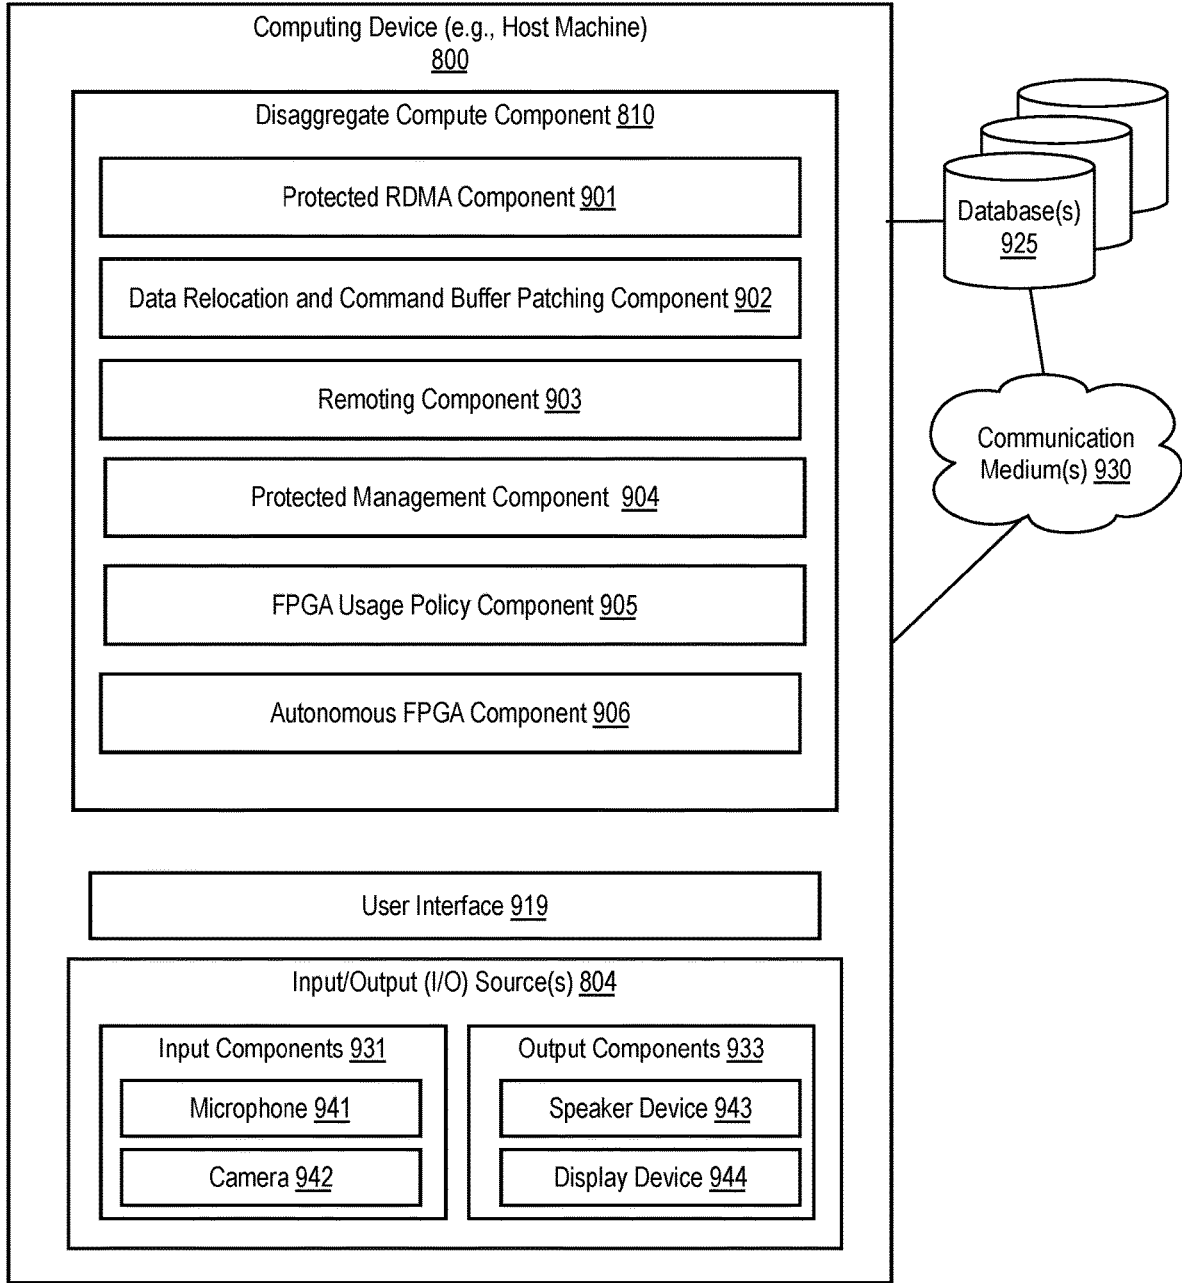 Computing Device (e.g., Host Machine)
800
Disaggregate Compute Component 810
Protected RDMA Component 901
Data Relocation and Command Buffer Patching Component 902
Remoting Component 903
Protected Management Component 904
FPGA Usage Policy Component 905
Autonomous FPGA Component 906
User Interface 919
Input/Output (I/O) Source(s) 804
Input Components 931
Microphone 941
Camera 942
Output Components 933
Speaker Device 943
Display Device 944
Database(s)
925
Communication
Medium(s) 930